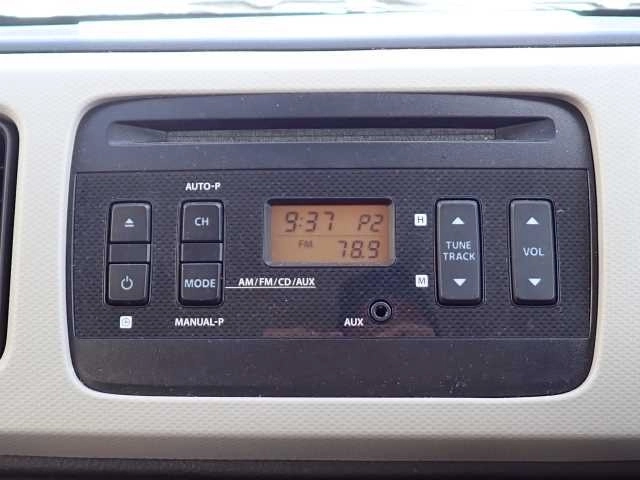 AUTO-P
CH
9:37 P2
FM 78.9
MODE
AM/FM/CD/AUX
MANUAL-P
AUX
H
M
TUNE
TRACK
VOL